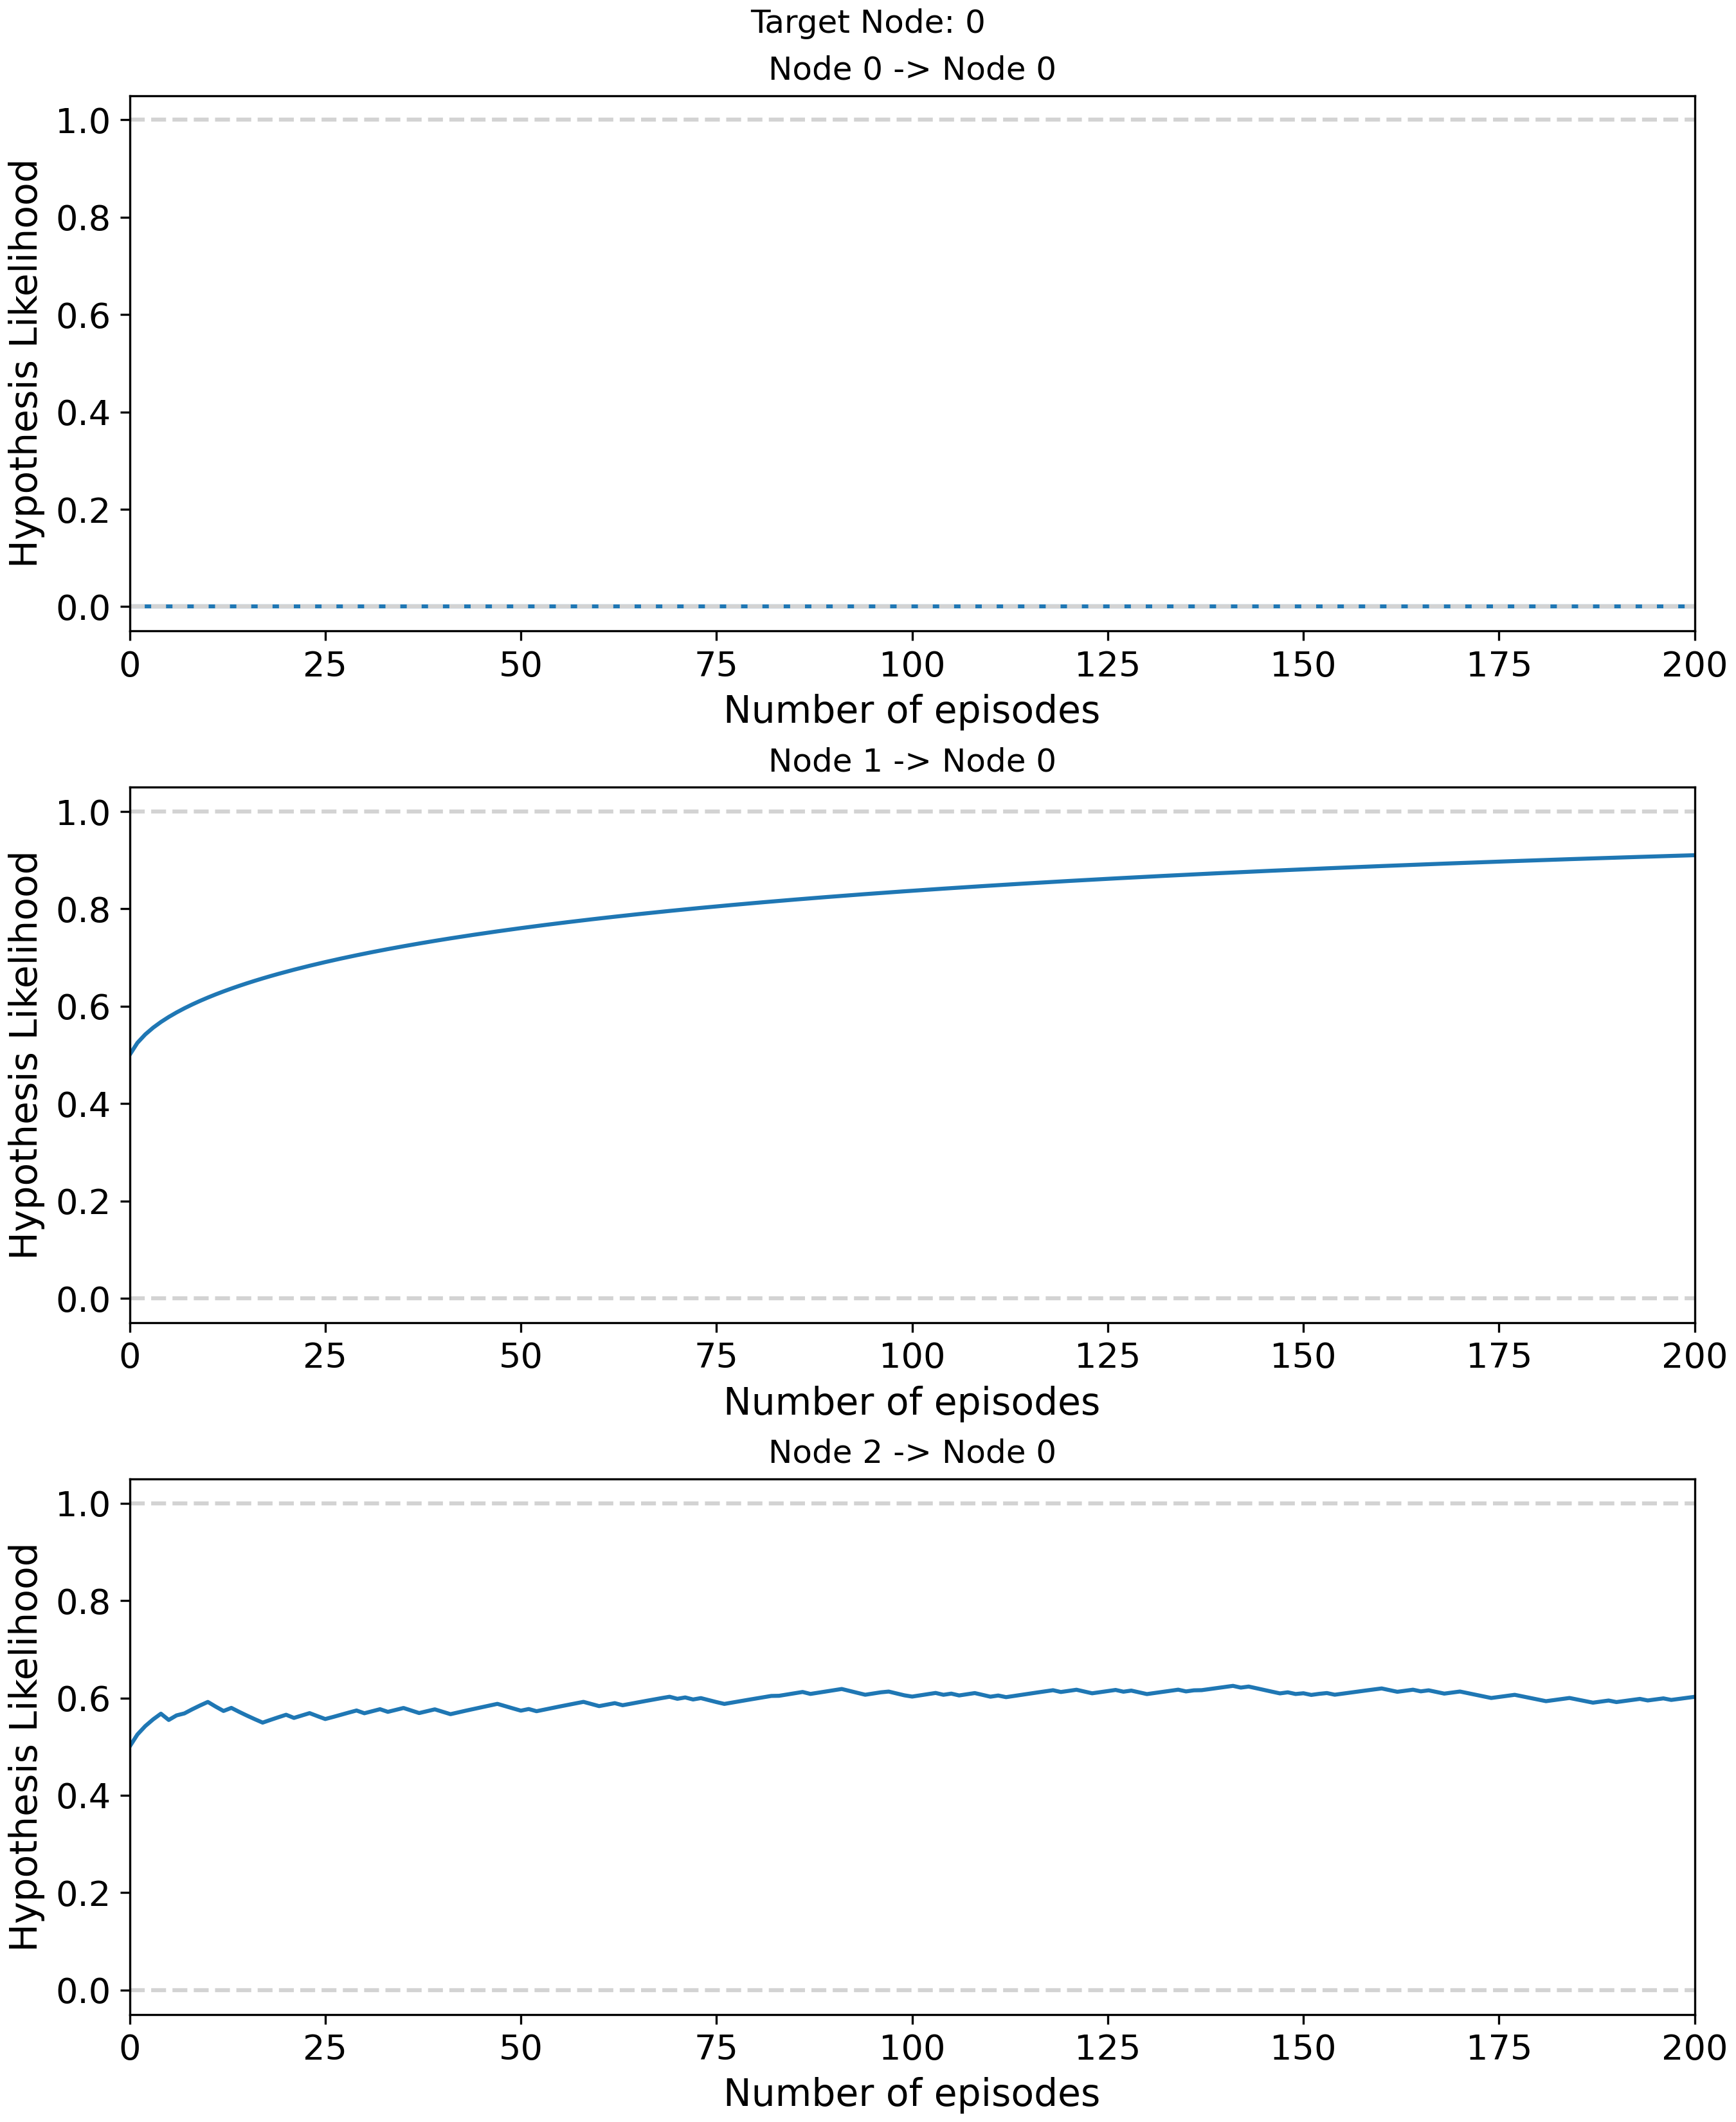 Target Node: 0
Node 0 -> Node 0
Hypothesis Likelihood
1.0
0.8
0.6
0.4
0.2
0.0
0 25 50 75 100 125 150 175 200
Number of episodes
Node 1 -> Node 0
Hypothesis Likelihood
1.0
0.8
0.6
0.4
0.2
0.0
0 25 50 75 100 125 150 175 200
Number of episodes
Node 2 -> Node 0
Hypothesis Likelihood
1.0
0.8
0.6
0.4
0.2
0.0
0 25 50 75 100 125 150 175 200
Number of episodes